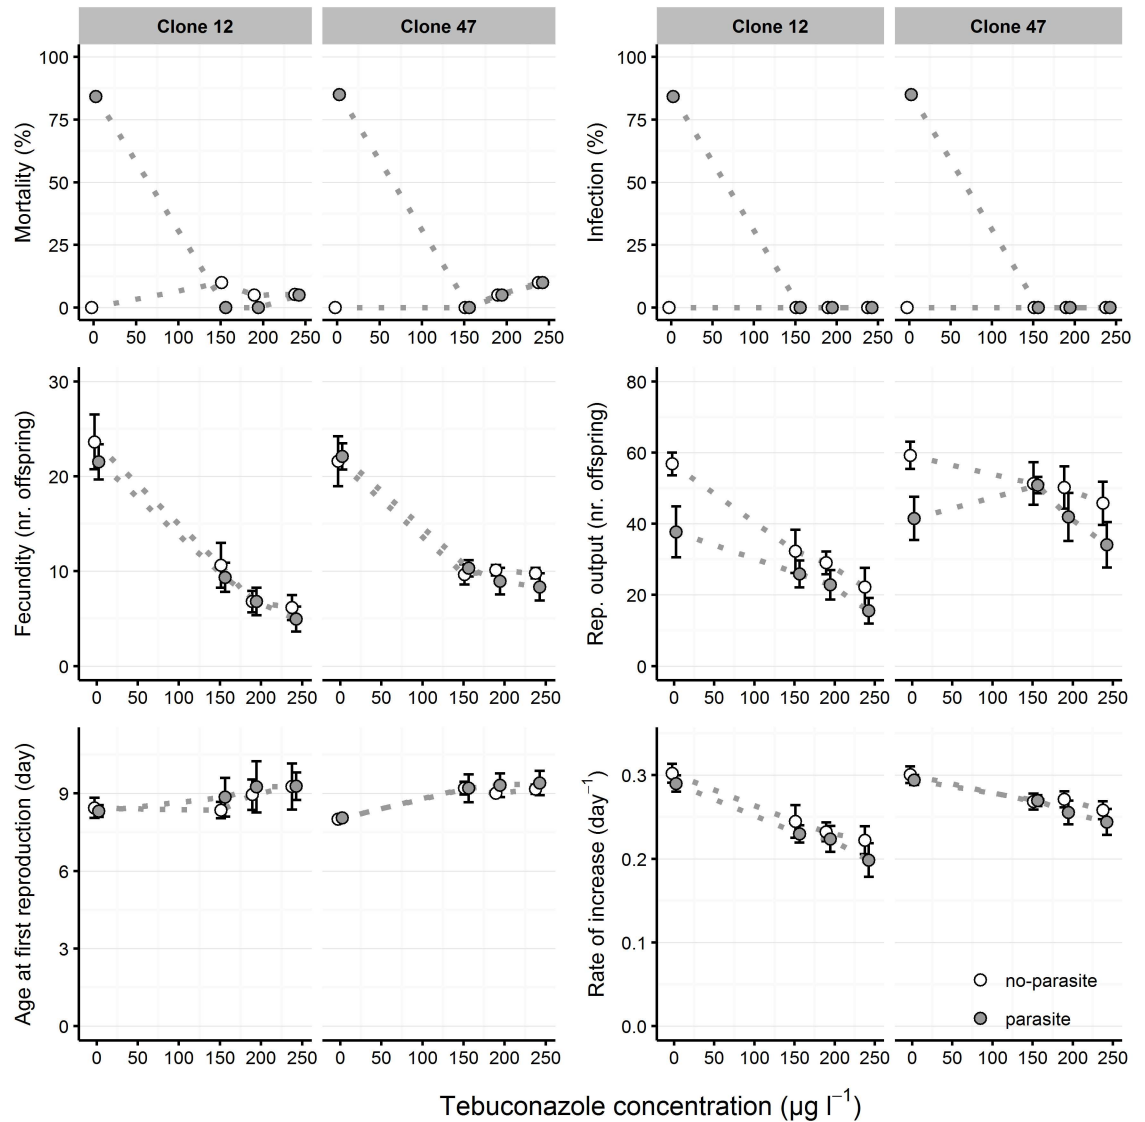 Clone 12 Clone 47 Clone 12 Clone 47
Mortality (%)
100
75
50
25
0
0 50 100 150 200 250 0 50 100 150 200 250
Infection (%)
100
75
50
25
0
0 50 100 150 200 250 0 50 100 150 200 250
Fecundity (nr. offspring)
30
20
10
0
0 50 100 150 200 250 0 50 100 150 200 250
Rep. output (nr. offspring)
80
60
40
20
0
0 50 100 150 200 250 0 50 100 150 200 250
Age at first reproduction (day)
9
6
3
0
0 50 100 150 200 250 0 50 100 150 200 250
Rate of increase (day⁻¹)
0.3
0.2
0.1
0.0
0 50 100 150 200 250 0 50 100 150 200 250
no-parasite
parasite
Tebuconazole concentration (µg l⁻¹)